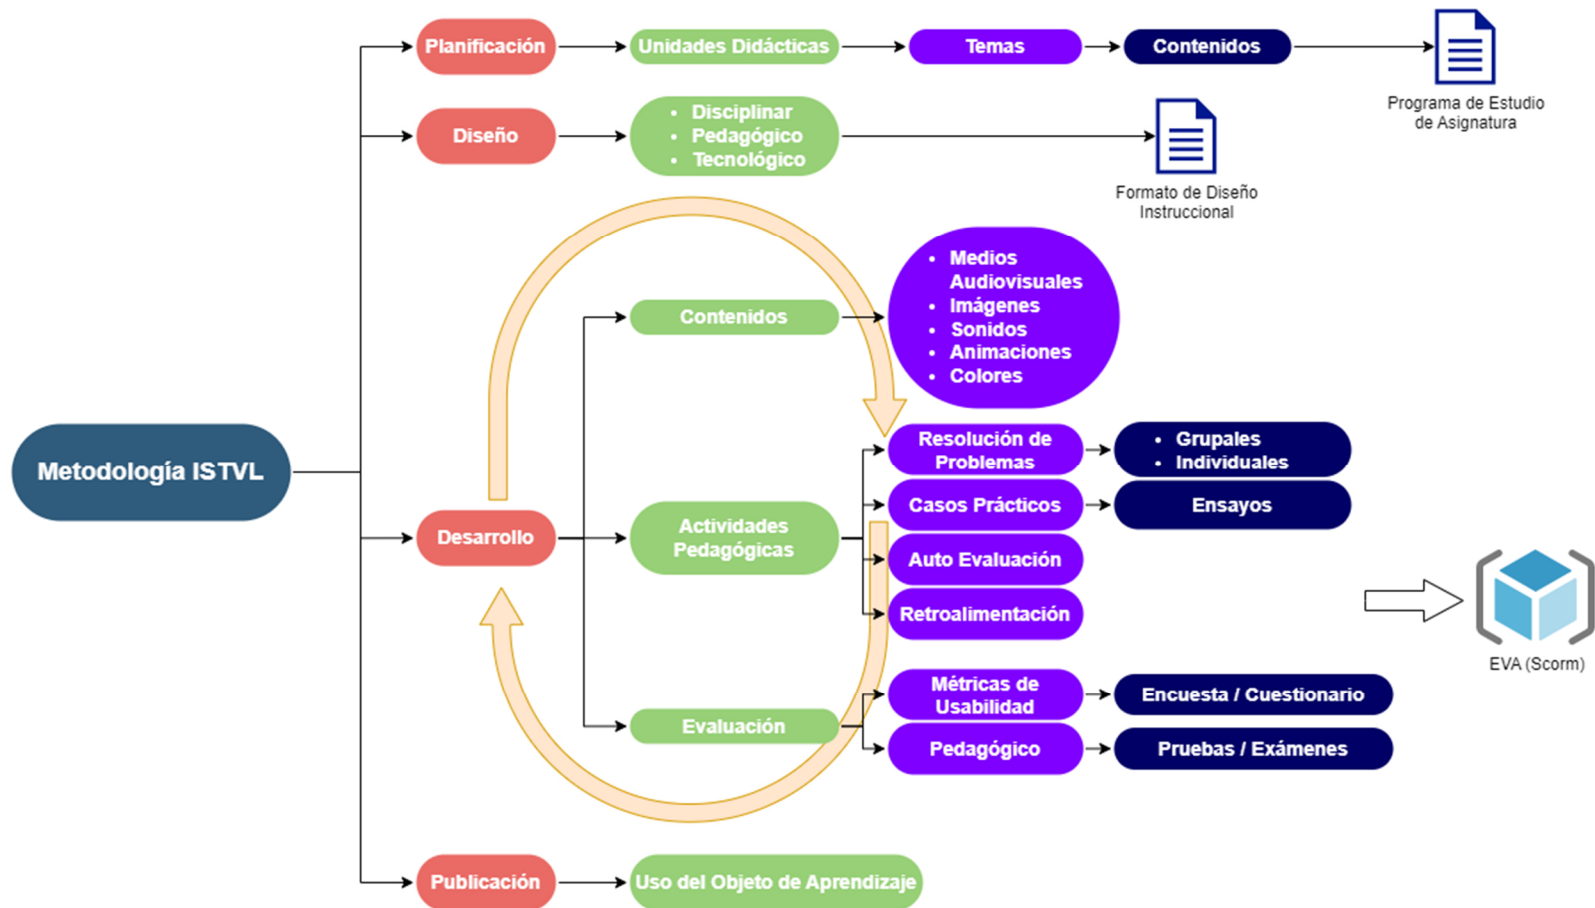 Planificación
Unidades Didácticas
Temas
Contenidos
Programa de Estudio
de Asignatura
Diseño
• Disciplinar
• Pedagógico
• Tecnológico
Formato de Diseño
Instruccional
• Medios
Audiovisuales
• Imágenes
• Sonidos
• Animaciones
• Colores
Contenidos
Metodología ISTVL
Desarrollo
Actividades
Pedagógicas
Resolución de
Problemas
• Grupales
• Individuales
Casos Prácticos
Ensayos
Auto Evaluación
Retroalimentación
EVA (Scorm)
Evaluación
Métricas de
Usabilidad
Encuesta / Cuestionario
Pedagógico
Pruebas / Exámenes
Publicación
Uso del Objeto de Aprendizaje